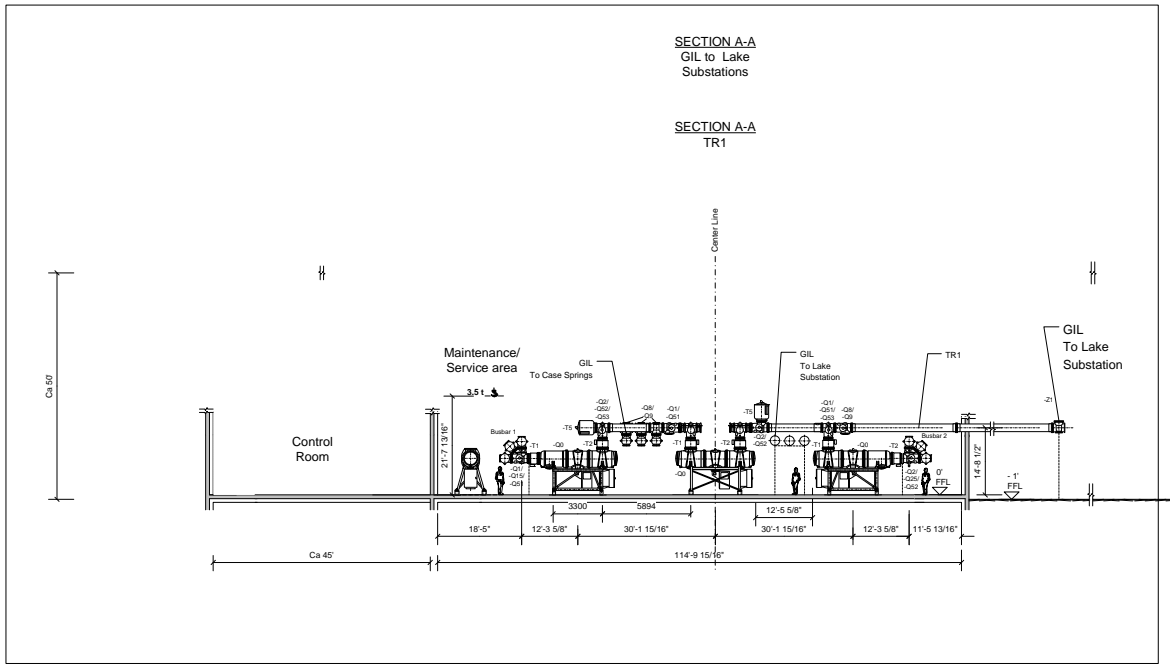 SECTION A-A
GIL to Lake
Substations
SECTION A-A
TR1
Center Line
Ca 50'
Maintenance/
Service area
3,5 t
GIL
To Case Springs
GIL
To Lake
Substation
TR1
GIL
To Lake
Substation
-Z1
Control
Room
21'-7 13/16"
Busbar 1
-T1
-Q0
-T2
-Q1/
-Q15/
-Q51
-T5
-Q2/
-Q52/
-Q53
-Q8/
-Q9
-Q1/
-Q51
-T1
-Q0
-T2
-T5
-Q2/
-Q52
-Q1/
-Q51/
-Q53
-Q8/
-Q9
-T1
-Q0
-T2
Busbar 2
-Q2/
-Q25/
-Q52
0'
FFL
14'-8 1/2"
- 1'
FFL
3300
5894
12'-5 5/8"
18'-5"
12'-3 5/8"
30'-1 15/16"
30'-1 15/16"
12'-3 5/8"
11'-5 13/16"
Ca 45'
114'-9 15/16"